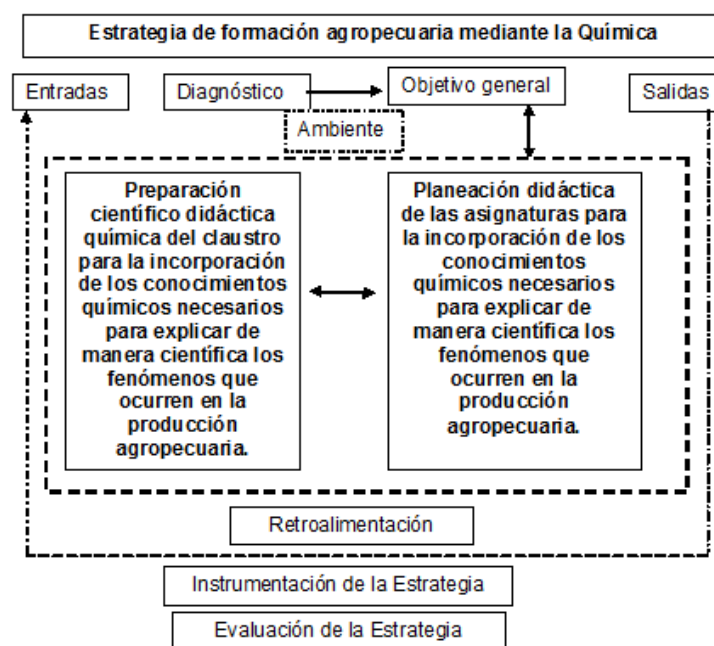 Estrategia de formación agropecuaria mediante la Química
Entradas
Diagnóstico
Objetivo general
Salidas
Ambiente
Preparación
científico didáctica
química del claustro
para la incorporación
de los conocimientos
químicos necesarios
para explicar de
manera científica los
fenómenos que
ocurren en la
producción
agropecuaria.
Planeación didáctica
de las asignaturas para
la incorporación de los
conocimientos
químicos necesarios
para explicar de
manera científica los
fenómenos que
ocurren en la
producción
agropecuaria.
Retroalimentación
Instrumentación de la Estrategia
Evaluación de la Estrategia